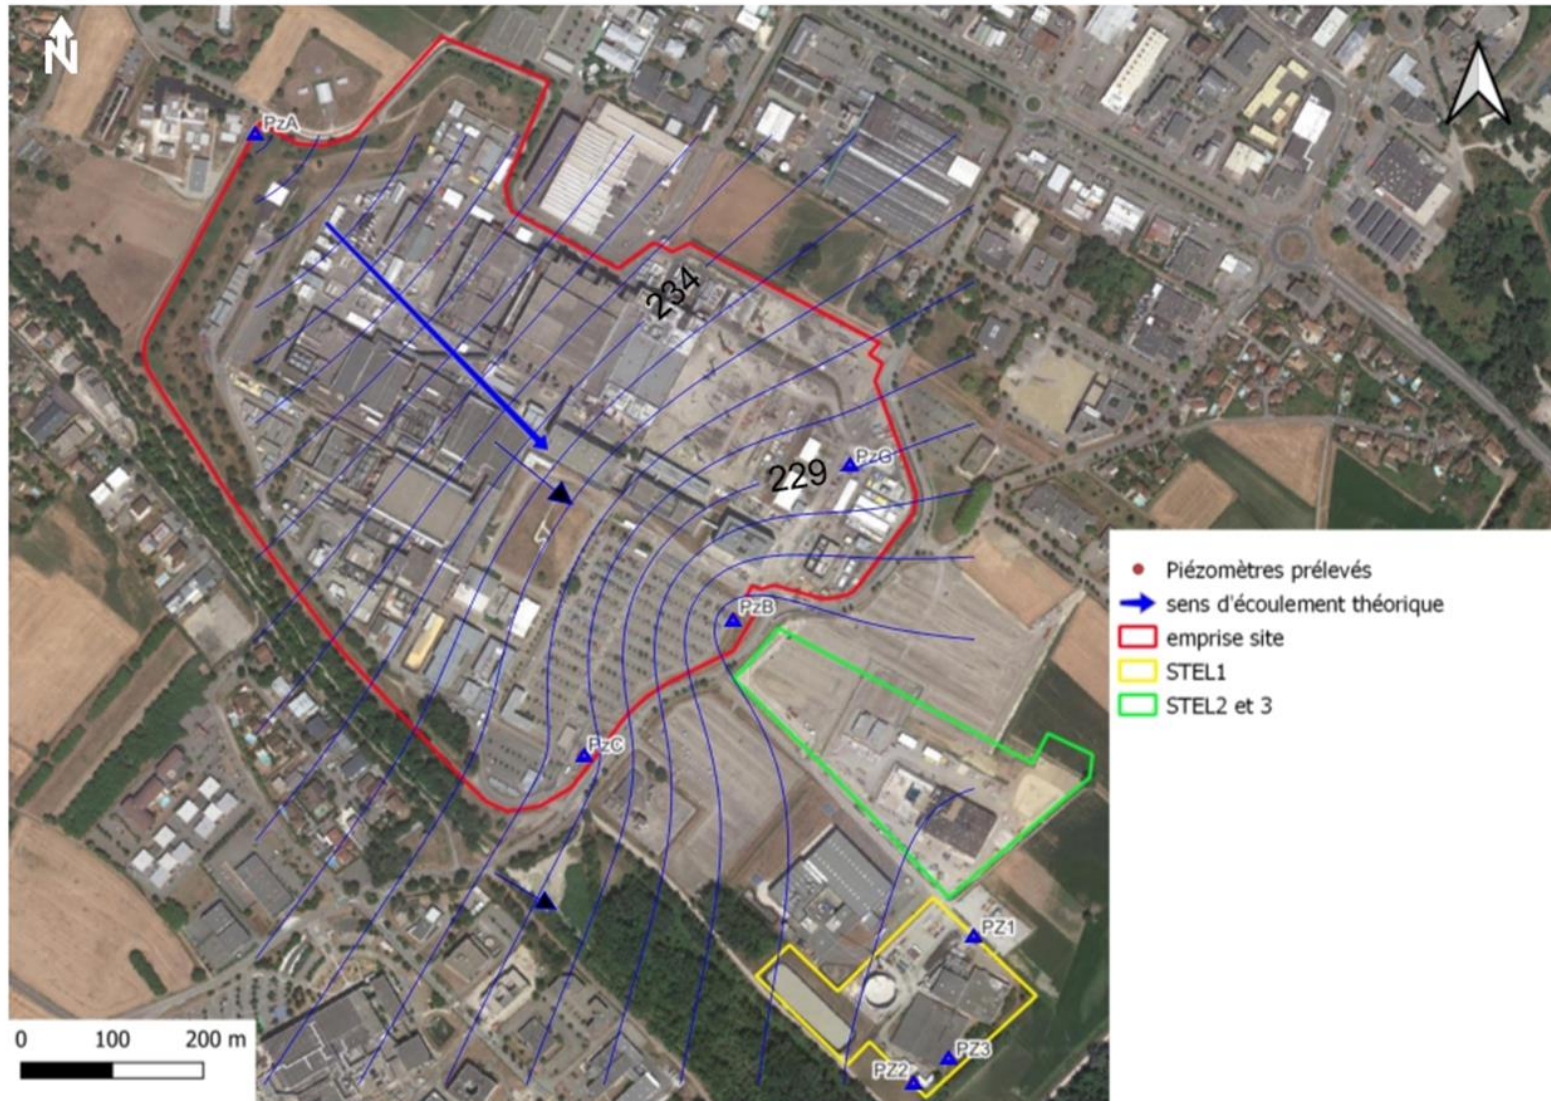 N
PzA
234
PzG
229
PzB
PzC
PZ1
PZ3
PZ2
Piézomètres prélevés
sens d'écoulement théorique
emprise site
STEL1
STEL2 et 3
0 100 200 m